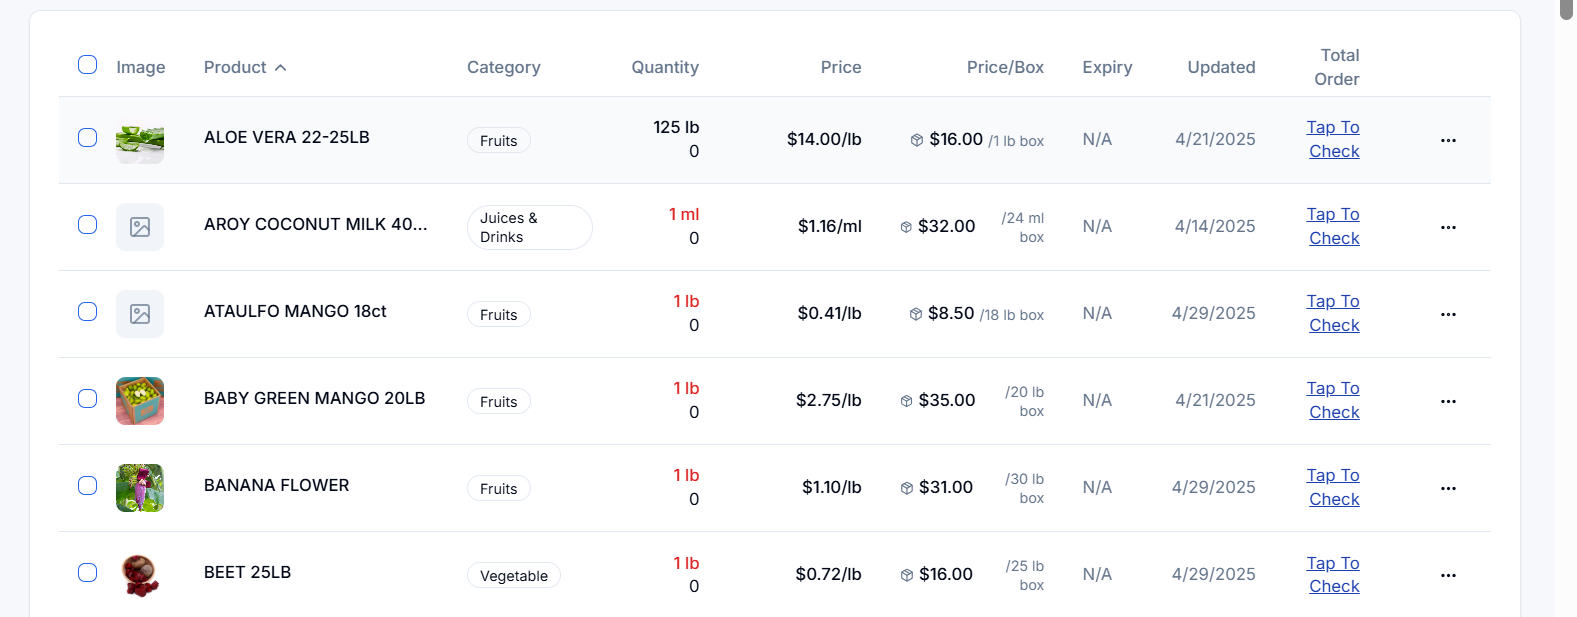 Image Product Category Quantity Price Price/Box Expiry Updated Total Order
ALOE VERA 22-25LB Fruits 125 lb 0 $14.00/lb $16.00 /1 lb box N/A 4/21/2025 Tap To Check ...
AROY COCONUT MILK 40... Juices & Drinks 1 ml 0 $1.16/ml $32.00 /24 ml box N/A 4/14/2025 Tap To Check ...
ATAULFO MANGO 18ct Fruits 1 lb 0 $0.41/lb $8.50 /18 lb box N/A 4/29/2025 Tap To Check ...
BABY GREEN MANGO 20LB Fruits 1 lb 0 $2.75/lb $35.00 /20 lb box N/A 4/21/2025 Tap To Check ...
BANANA FLOWER Fruits 1 lb 0 $1.10/lb $31.00 /30 lb box N/A 4/29/2025 Tap To Check ...
BEET 25LB Vegetable 1 lb 0 $0.72/lb $16.00 /25 lb box N/A 4/29/2025 Tap To Check ...